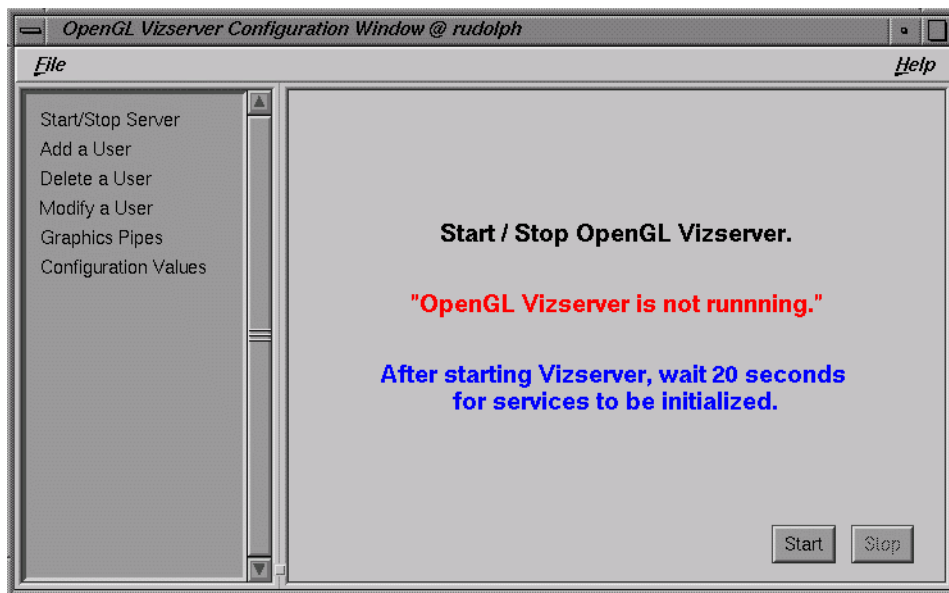 OpenGL Vizserver Configuration Window @ rudolph
File
Help
Start/Stop Server
Add a User
Delete a User
Modify a User
Graphics Pipes
Configuration Values
Start / Stop OpenGL Vizserver.
"OpenGL Vizserver is not runnning."
After starting Vizserver, wait 20 seconds
for services to be initialized.
Start
Stop